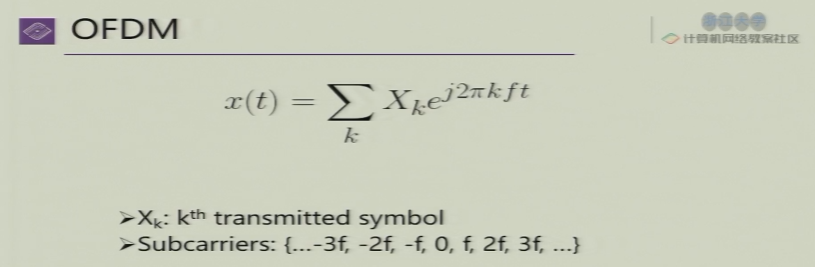 OFDM
计算机网络教案社区
x(t) = ∑ X_k e^{j2πkft}
k
➢X_k: k^th transmitted symbol
➢Subcarriers: {...-3f, -2f, -f, 0, f, 2f, 3f, ...}